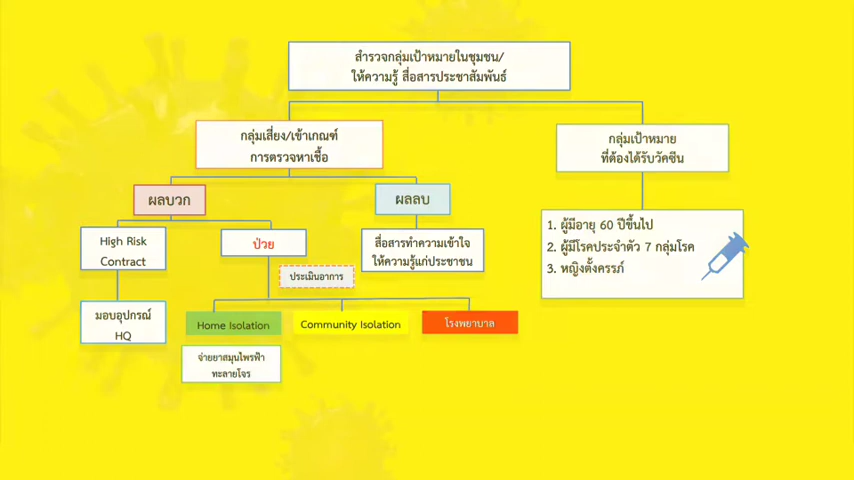 สำรวจกลุ่มเป้าหมายในชุมชน/
ให้ความรู้ สื่อสารประชาสัมพันธ์
กลุ่มเสี่ยง/เข้าเกณฑ์
การตรวจหาเชื้อ
กลุ่มเป้าหมาย
ที่ต้องได้รับวัคซีน
ผลบวก
ผลลบ
High Risk
Contract
ป่วย
สื่อสารทำความเข้าใจ
ให้ความรู้แก่ประชาชน
1. ผู้มีอายุ 60 ปีขึ้นไป
2. ผู้มีโรคประจำตัว 7 กลุ่มโรค
3. หญิงตั้งครรภ์
ประเมินอาการ
มอบอุปกรณ์
HQ
Home Isolation
Community Isolation
โรงพยาบาล
จ่ายยาสมุนไพรฟ้า
ทะลายโจร